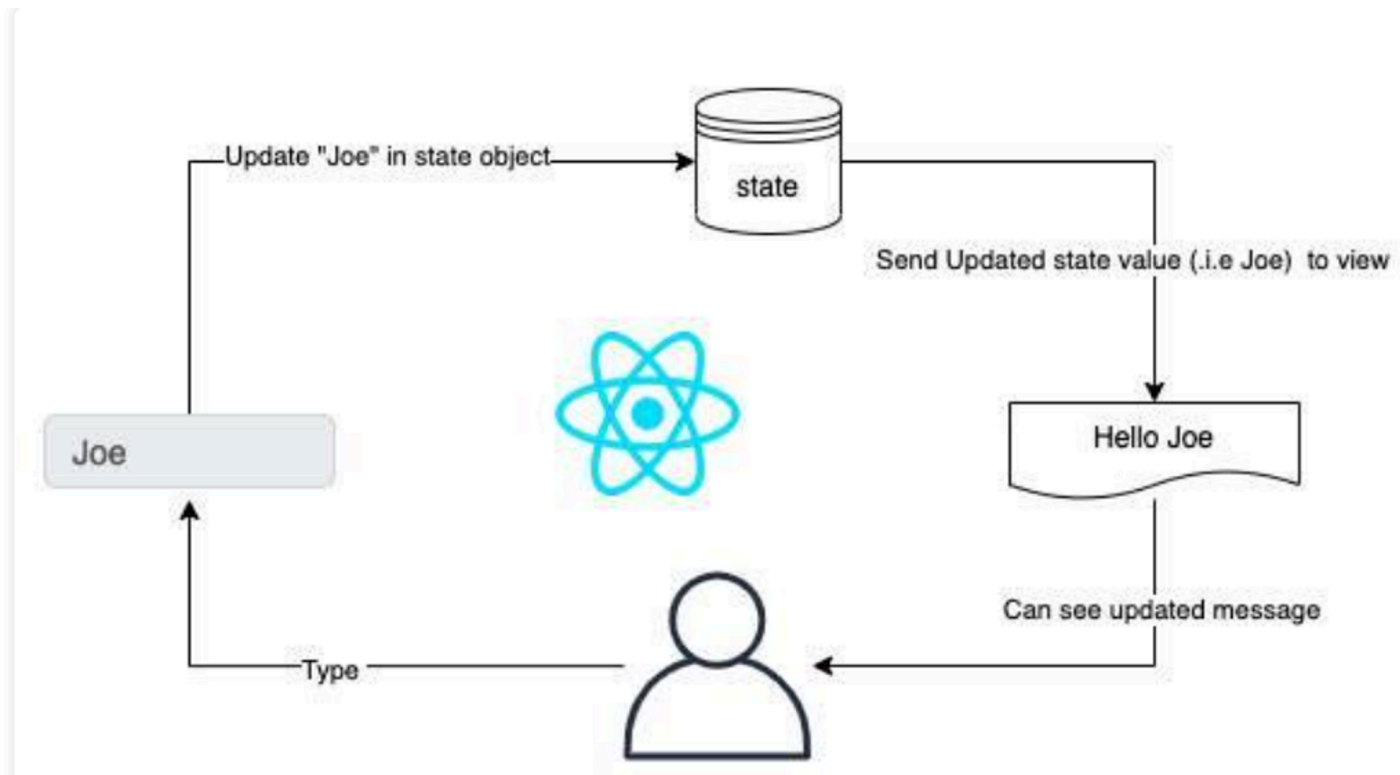 Update "Joe" in state object
state
Send Updated state value (.i.e Joe) to view
Joe
Hello Joe
Can see updated message
Type